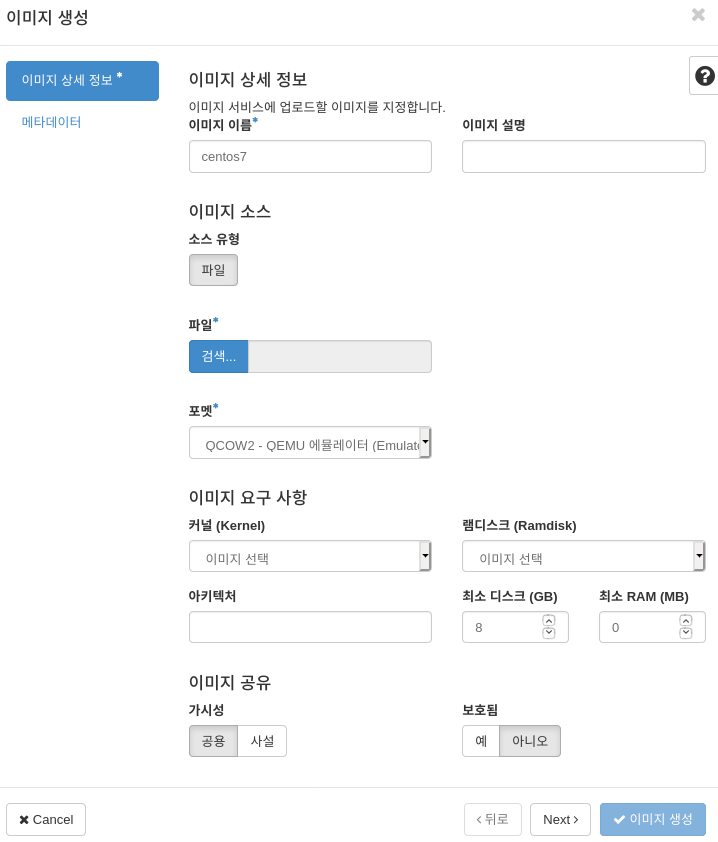 이미지 생성
이미지 상세 정보 *
메타데이터
이미지 상세 정보
이미지 서비스에 업로드할 이미지를 지정합니다.
이미지 이름* 이미지 설명
centos7
이미지 소스
소스 유형
파일
파일*
검색...
포멧*
QCOW2 - QEMU 에뮬레이터 (Emulato
이미지 요구 사항
커널 (Kernel) 램디스크 (Ramdisk)
이미지 선택 이미지 선택
아키텍처 최소 디스크 (GB) 최소 RAM (MB)
8 0
이미지 공유
가시성 보호됨
공용 사설 예 아니오
Cancel 뒤로 Next 이미지 생성